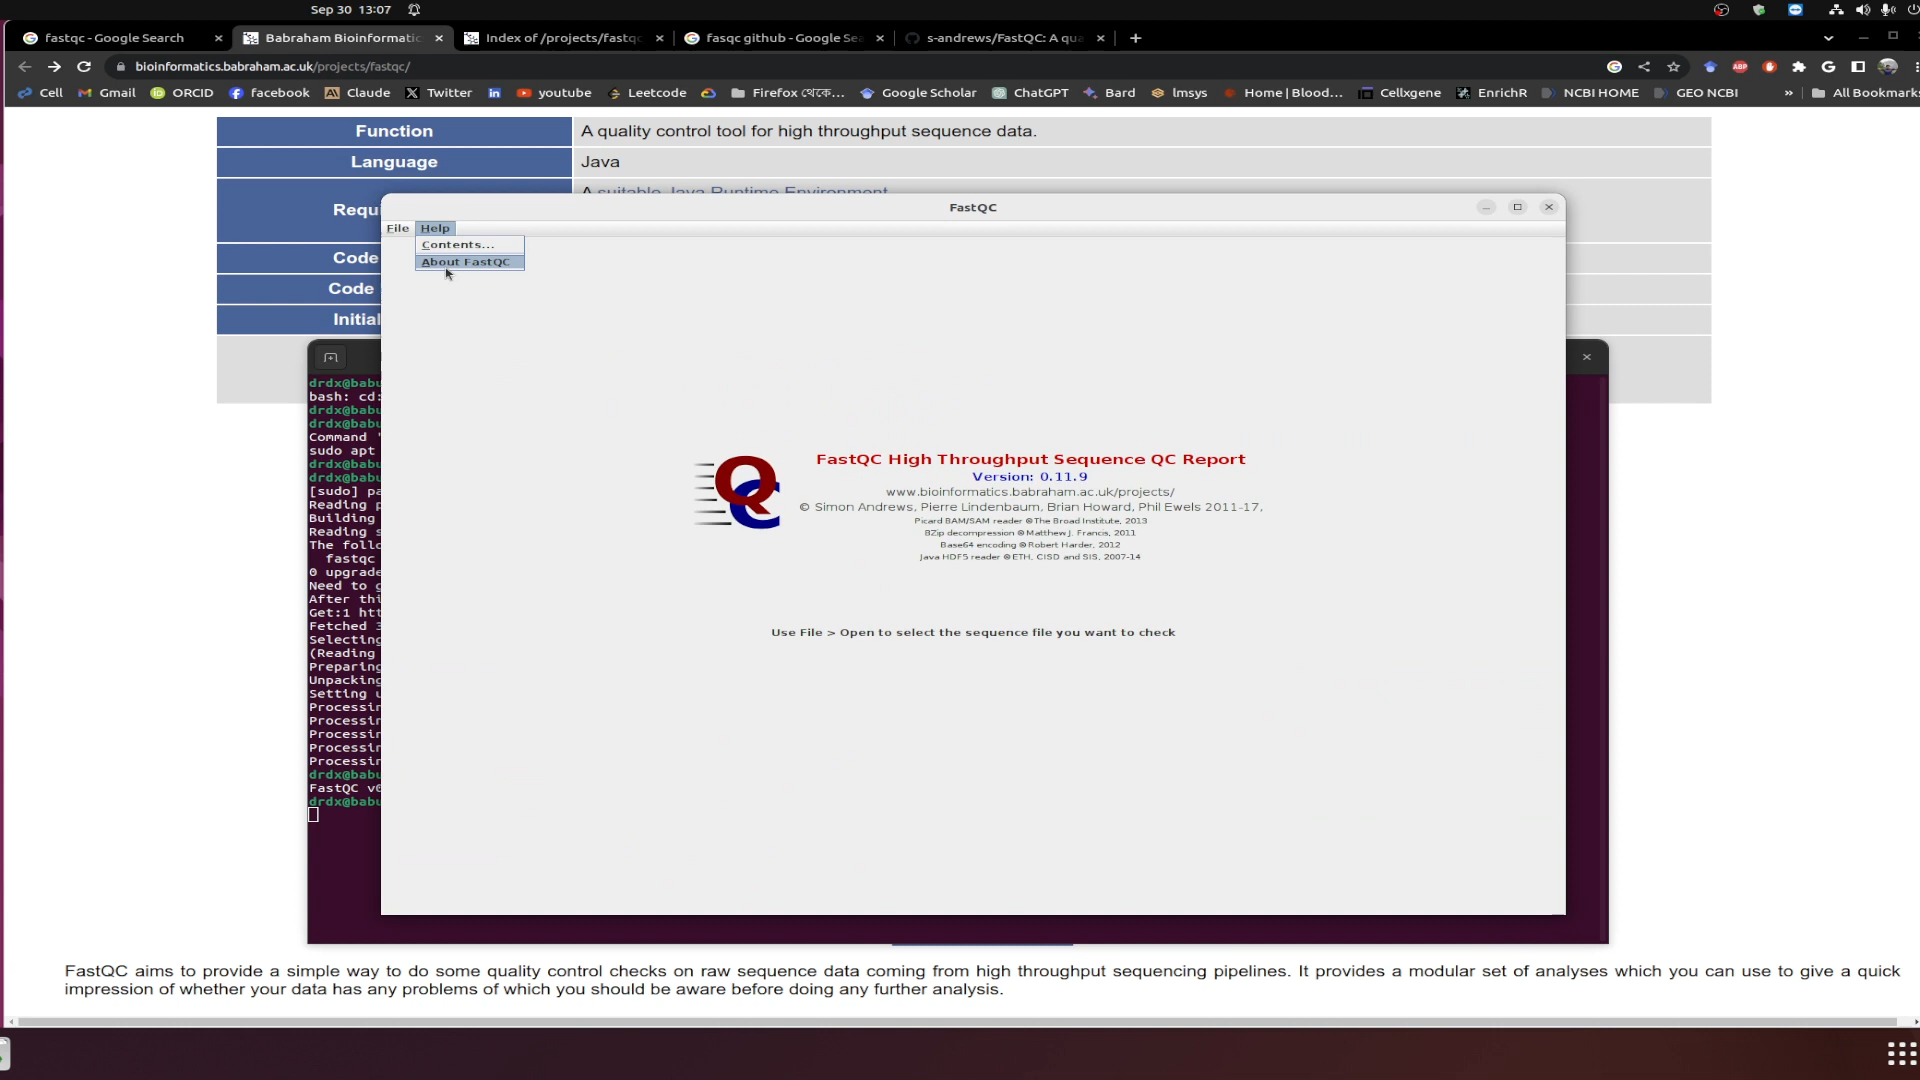 Sep 30 13:07
fastqc - Google Search
Babraham Bioinformatic
Index of /projects/fastqc
fasqc github - Google Sea
s-andrews/FastQC: A qua
bioinformatics.babraham.ac.uk/projects/fastqc/
Cell Gmail ORCID facebook Claude Twitter youtube Leetcode Firefox থেকে... Google Scholar ChatGPT Bard lmsys Home | Blood... Cellxgene EnrichR NCBI HOME GEO NCBI » All Bookmarks
Function A quality control tool for high throughput sequence data.
Language Java
A suitable Java Runtime Environment
Requi
Code
Code
Initial
FastQC
File Help
Contents...
About FastQC
FastQC High Throughput Sequence QC Report
Version: 0.11.9
www.bioinformatics.babraham.ac.uk/projects/
© Simon Andrews, Pierre Lindenbaum, Brian Howard, Phil Ewels 2011-17,
Picard BAM/SAM reader ©The Broad Institute, 2013
BZip decompression ©Matthew J. Francis, 2011
Base64 encoding ©Robert Harder, 2012
Java HDF5 reader ©ETH, CISD and SIS, 2007-14
Use File > Open to select the sequence file you want to check
drdx@babu
bash: cd:
drdx@babu
drdx@babu
Command '
sudo apt
drdx@babu
drdx@babu
[sudo] pa
Reading p
Building
Reading s
The follo
fastqc
0 upgrade
Need to g
After thi
Get:1 htt
Fetched 3
Selecting
(Reading
Preparing
Unpacking
Setting u
Processin
Processin
Processin
Processin
Processin
drdx@babu
FastQC v0
drdx@babu
FastQC aims to provide a simple way to do some quality control checks on raw sequence data coming from high throughput sequencing pipelines. It provides a modular set of analyses which you can use to give a quick
impression of whether your data has any problems of which you should be aware before doing any further analysis.